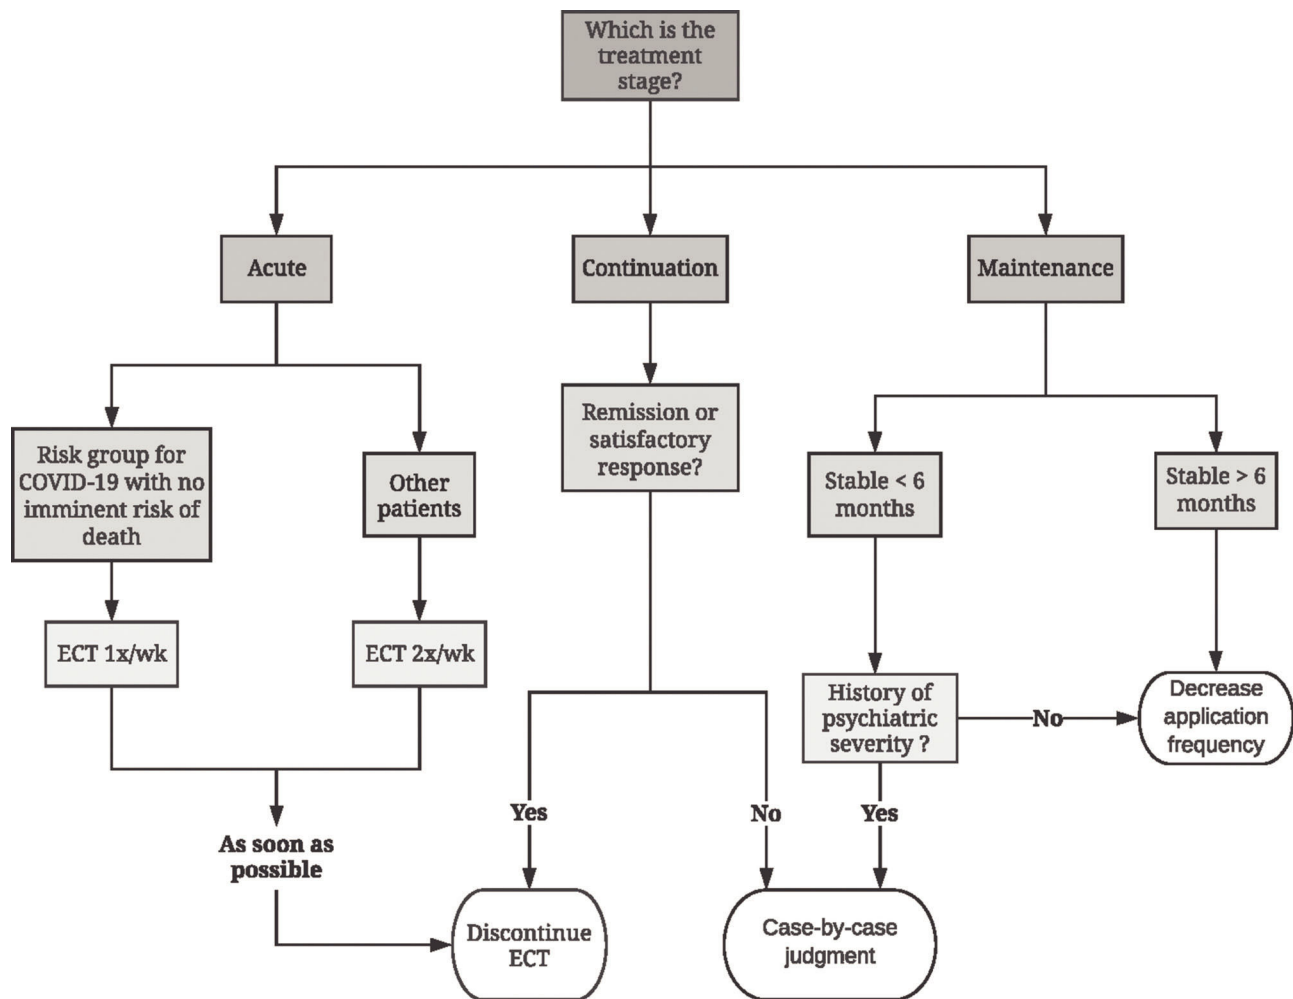 Which is the
treatment
stage?
Acute
Continuation
Maintenance
Risk group for
COVID-19 with no
imminent risk of
death
Other
patients
Remission or
satisfactory
response?
Stable < 6
months
Stable > 6
months
ECT 1x/wk
ECT 2x/wk
History of
psychiatric
severity ?
No
Decrease
application
frequency
Yes
No
Yes
As soon as
possible
Discontinue
ECT
Case-by-case
judgment